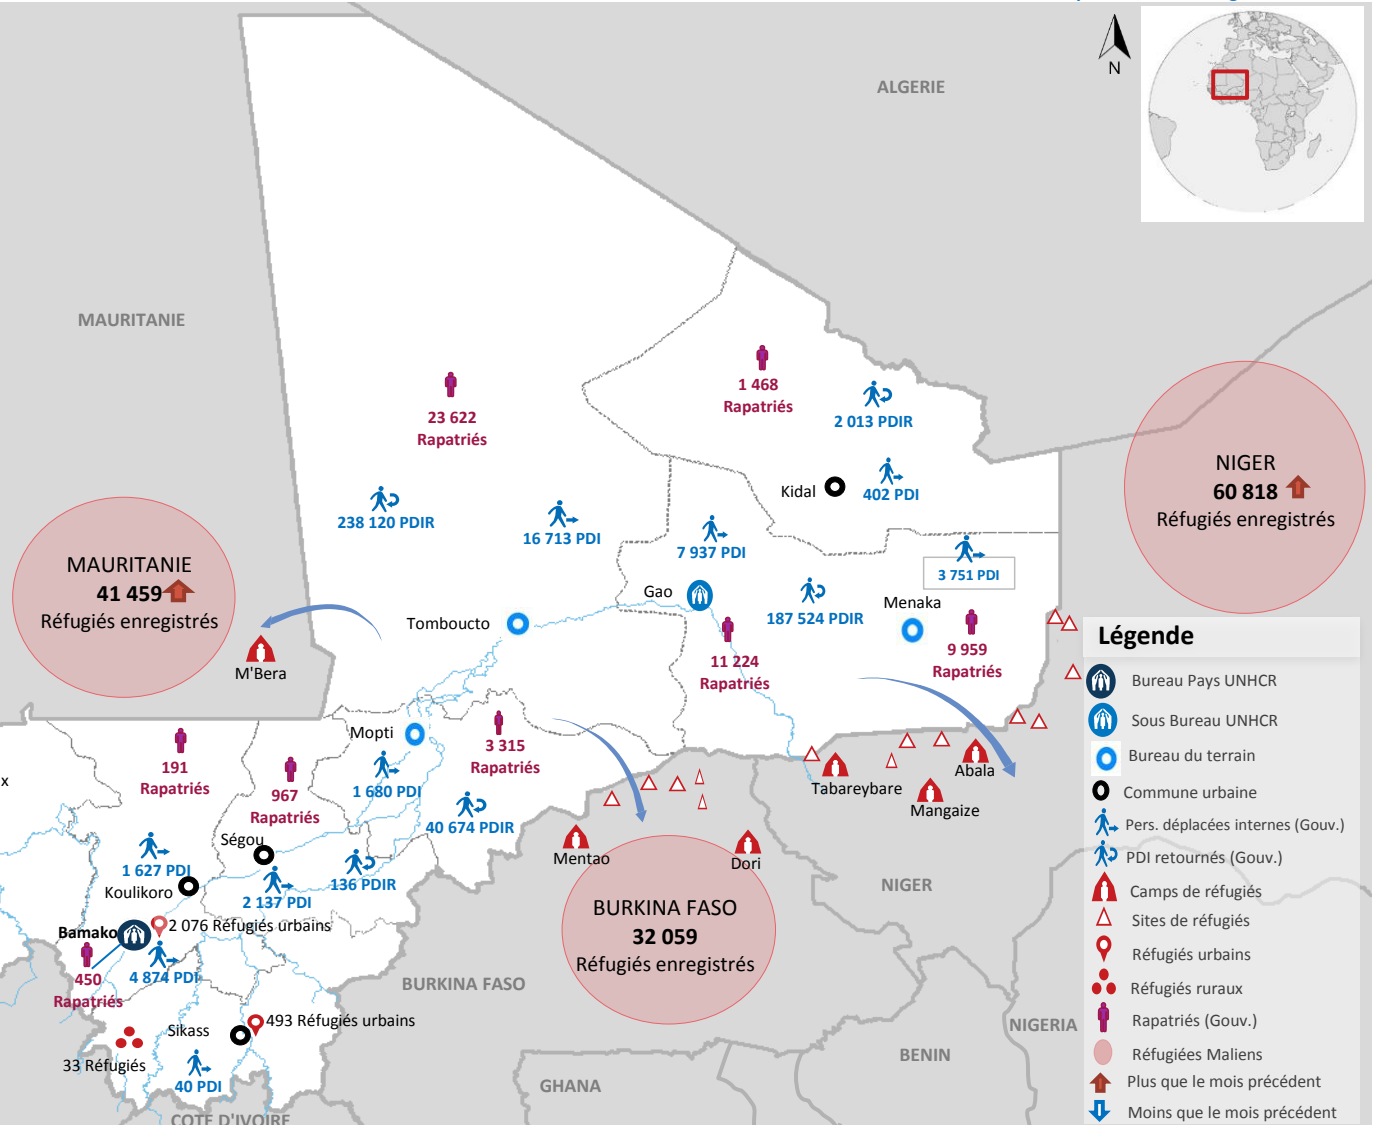 N
ALGERIE
MAURITANIE
1 468
Rapatriés
2 013 PDIR
23 622
Rapatriés
Kidal
402 PDI
NIGER
60 818
Réfugiés enregistrés
238 120 PDIR
16 713 PDI
7 937 PDI
3 751 PDI
MAURITANIE
41 459
Réfugiés enregistrés
Gao
187 524 PDIR
Menaka
Tombouctou
11 224
Rapatriés
9 959
Rapatriés
M'Bera
Légende
Bureau Pays UNHCR
Sous Bureau UNHCR
Bureau du terrain
Commune urbaine
Pers. déplacées internes (Gouv.)
PDI retournés (Gouv.)
Camps de réfugiés
Sites de réfugiés
Réfugiés urbains
Réfugiés ruraux
Rapatriés (Gouv.)
Réfugiées Maliens
Plus que le mois précédent
Moins que le mois précédent
Mopti
3 315
Rapatriés
191
Rapatriés
x
967
Rapatriés
1 680 PDI
40 674 PDIR
Tabareybare
Abala
Mangaize
Ségou
Mentao
Dori
1 627 PDI
136 PDIR
Koulikoro
2 137 PDI
NIGER
BURKINA FASO
32 059
Réfugiés enregistrés
Bamako
2 076 Réfugiés urbains
450
Rapatriés
4 874 PDI
BURKINA FASO
Sikass
493 Réfugiés urbains
NIGERIA
33 Réfugiés
40 PDI
BENIN
GHANA
COTE D'IVOIRE